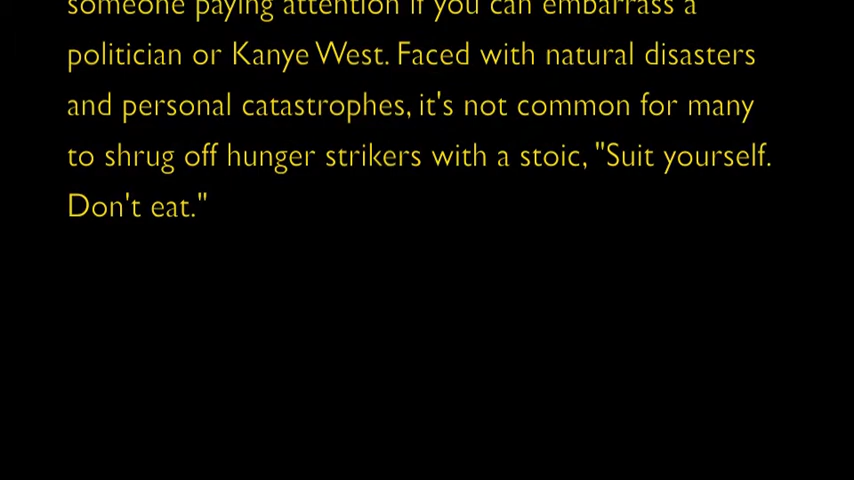 someone paying attention if you can embarrass a
politician or Kanye West. Faced with natural disasters
and personal catastrophes, it's not common for many
to shrug off hunger strikers with a stoic, "Suit yourself.
Don't eat."